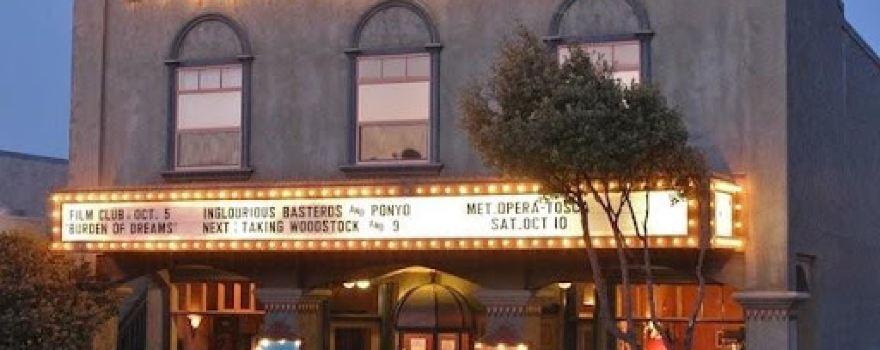 FILM CLUB : OCT. 5
"BURDEN OF DREAMS"
INGLOURIOUS BASTERDS AND PONYO
NEXT : TAKING WOODSTOCK AND 9
MET. OPERA-TOSCA
SAT. OCT 10